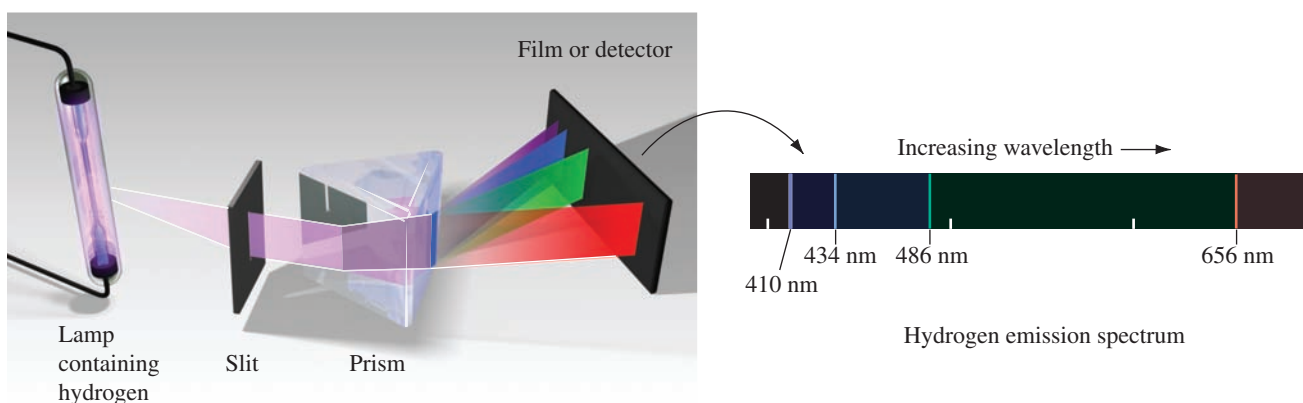 Film or detector
Lamp
containing
hydrogen
Slit
Prism
Increasing wavelength
410 nm
434 nm
486 nm
656 nm
Hydrogen emission spectrum